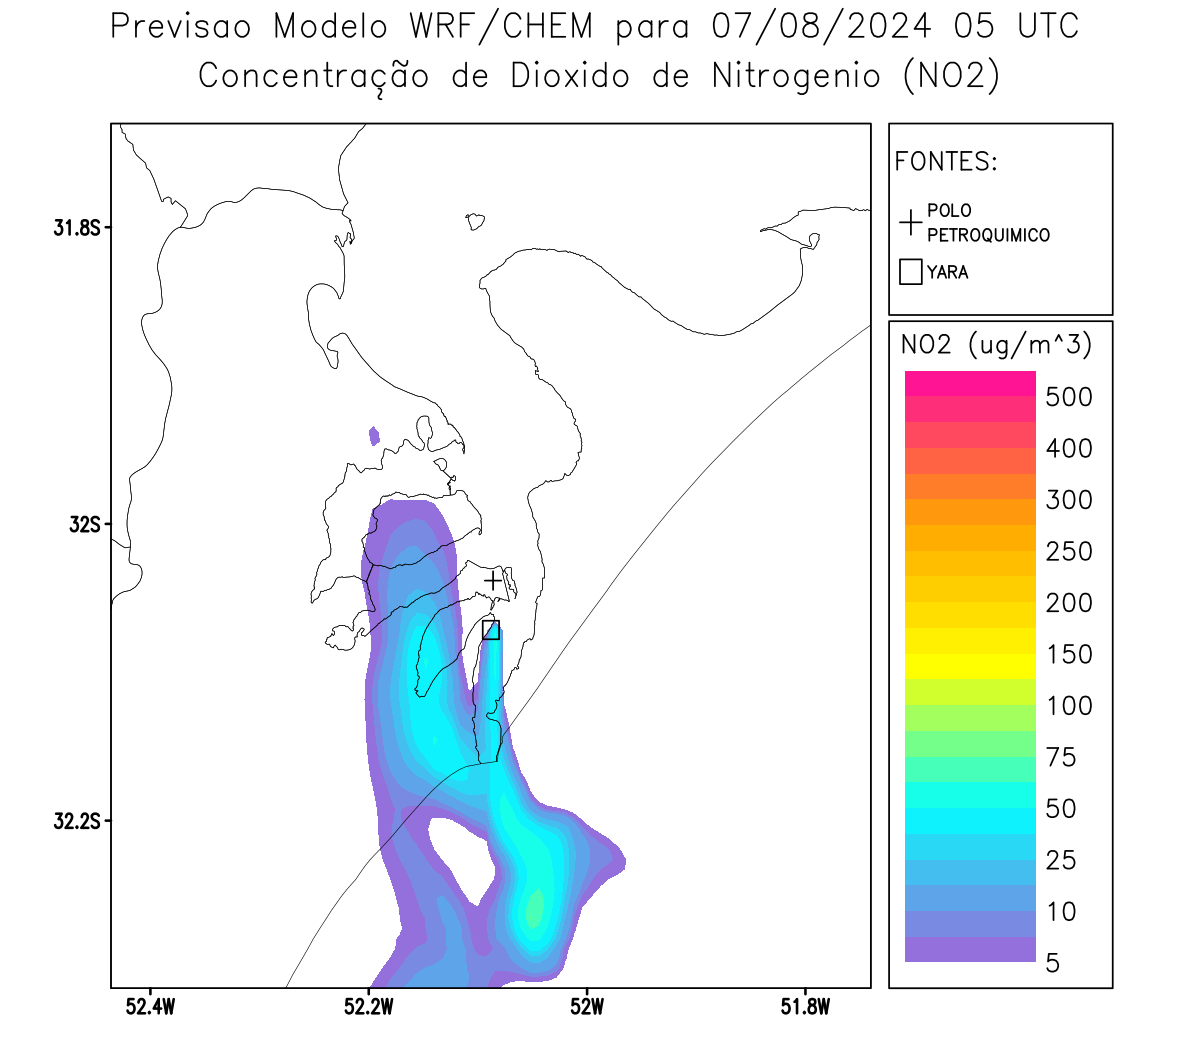 Previsao Modelo WRF/CHEM para 07/08/2024 05 UTC
Concentração de Dioxido de Nitrogenio (NO2)
FONTES:
POLO
PETROQUIMICO
YARA
NO2 (ug/m^3)
500
400
300
250
200
150
100
75
50
25
10
5
31.8S
32S
32.2S
52.4W
52.2W
52W
51.8W